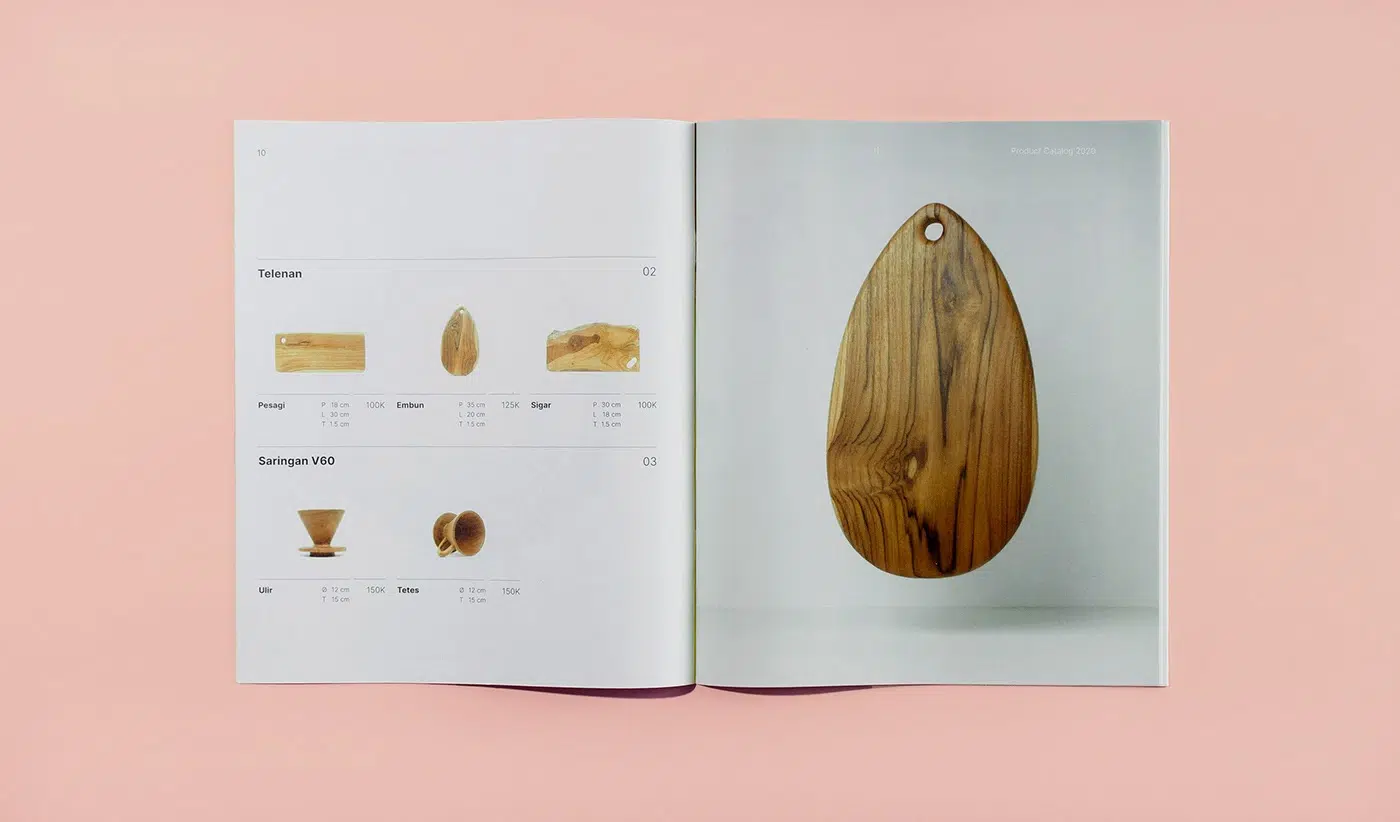 10
Product Catalog 2020
Telenan 02
Pesagi P 18 cm 100K Embun P 35 cm 125K Sigar P 30 cm 100K
L 30 cm L 20 cm L 18 cm
T 1.5 cm T 1.5 cm T 1.5 cm
Saringan V60 03
Ulir Ø 12 cm 150K Tetes Ø 12 cm 150K
T 15 cm T 15 cm